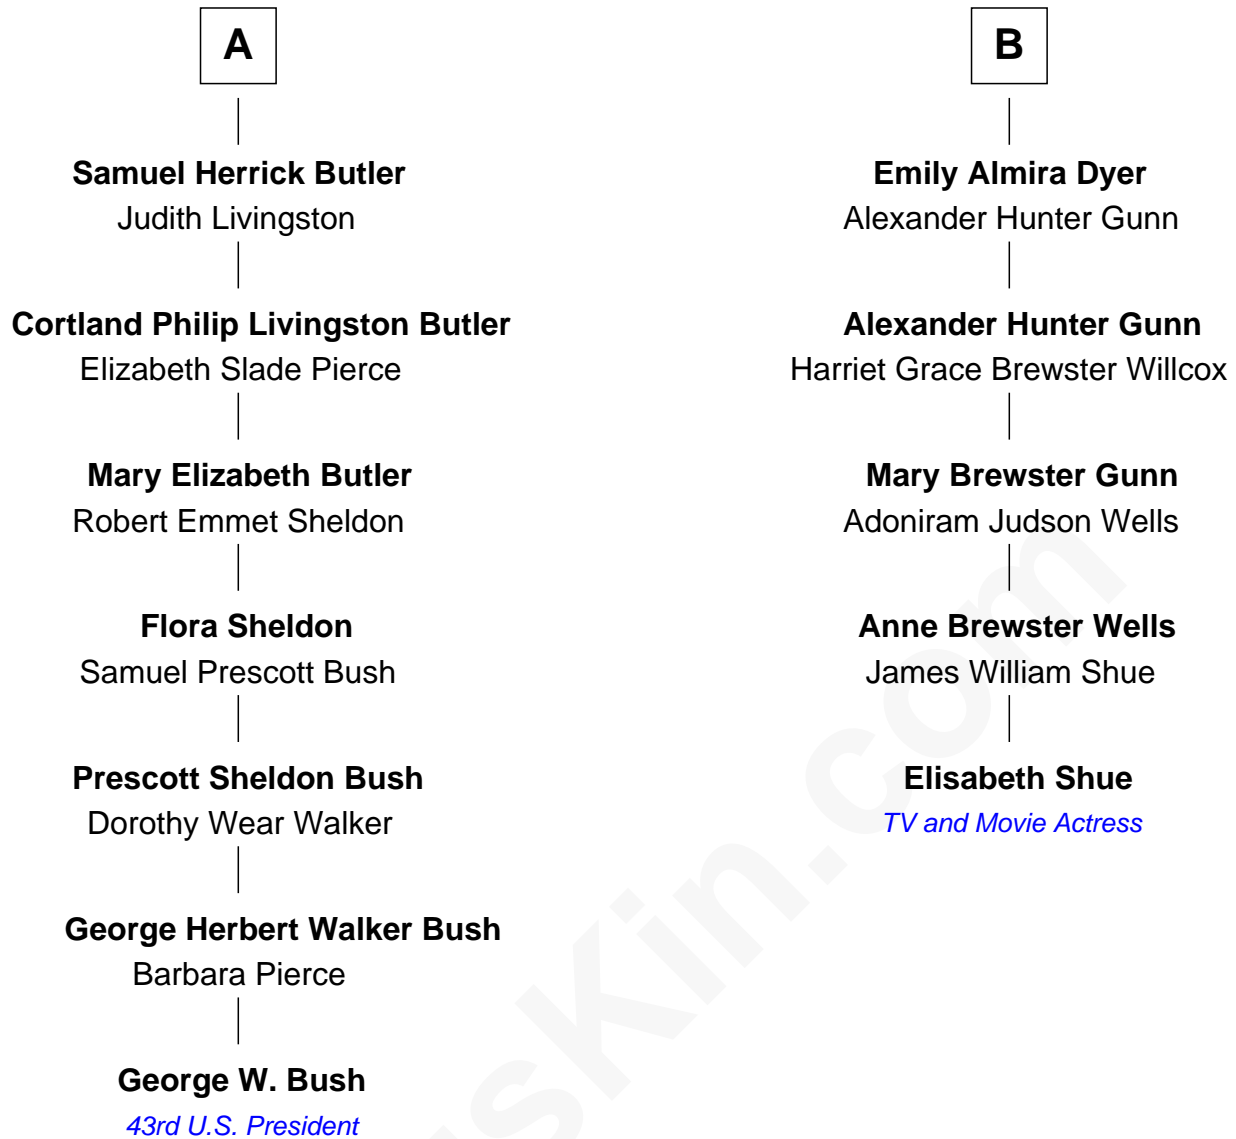 A
Samuel Herrick Butler
Judith Livingston
Cortland Philip Livingston Butler
Elizabeth Slade Pierce
Mary Elizabeth Butler
Robert Emmet Sheldon
Flora Sheldon
Samuel Prescott Bush
Prescott Sheldon Bush
Dorothy Wear Walker
George Herbert Walker Bush
Barbara Pierce
George W. Bush
43rd U.S. President
B
Emily Almira Dyer
Alexander Hunter Gunn
Alexander Hunter Gunn
Harriet Grace Brewster Willcox
Mary Brewster Gunn
Adoniram Judson Wells
Anne Brewster Wells
James William Shue
Elisabeth Shue
TV and Movie Actress
sKin.com